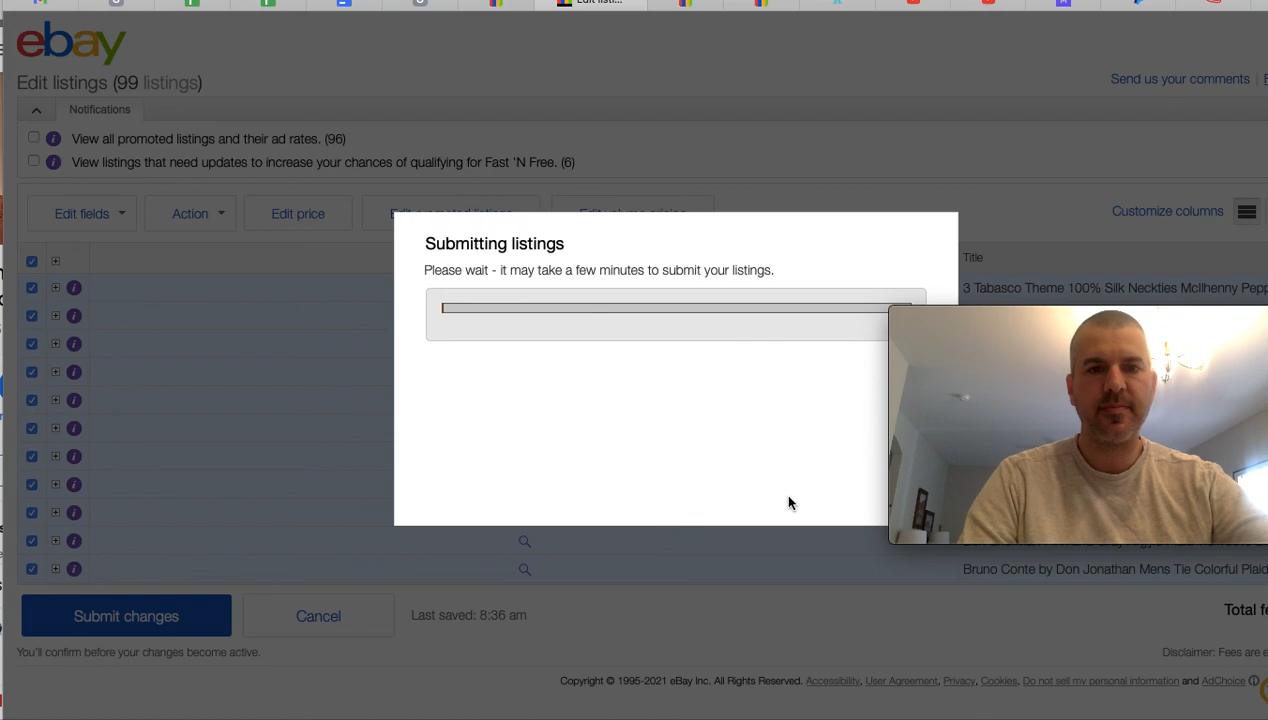 Edit listi...
ebay
Edit listings (99 listings)
Send us your comments
Notifications
View all promoted listings and their ad rates. (96)
View listings that need updates to increase your chances of qualifying for Fast 'N Free. (6)
Edit fields
Action
Edit price
Customize columns
Submitting listings
Please wait - it may take a few minutes to submit your listings.
Title
3 Tabasco Theme 100% Silk Neckties McIlhenny Pepp
Bruno Conte by Don Jonathan Mens Tie Colorful Plaid
Submit changes
Cancel
Last saved: 8:36 am
Total fe
You'll confirm before your changes become active.
Disclaimer: Fees are e
Copyright © 1995-2021 eBay Inc. All Rights Reserved. Accessibility, User Agreement, Privacy, Cookies, Do not sell my personal information and AdChoice